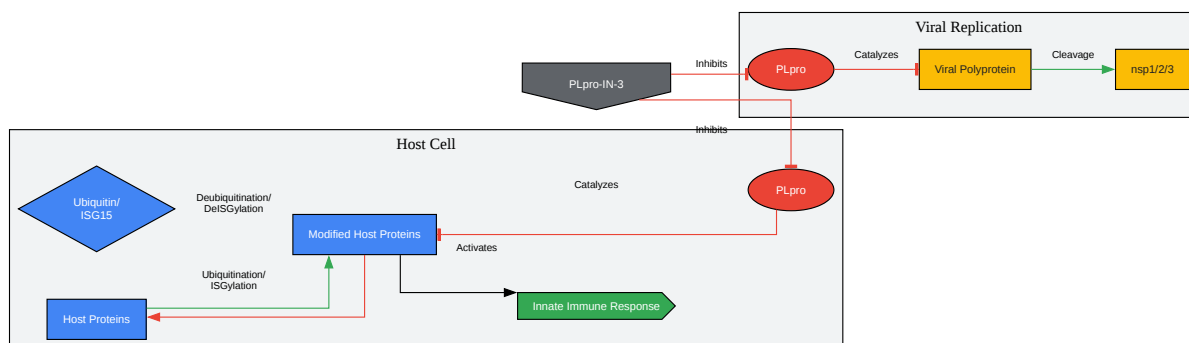 Viral Replication
Inhibits
PLpro
Catalyzes
Viral Polyprotein
Cleavage
nsp1/2/3
PLpro-IN-3
Inhibits
Host Cell
Ubiquitin/
ISG15
Deubiquitination/
DeISGylation
Catalyzes
PLpro
Modified Host Proteins
Activates
Ubiquitination/
ISGylation
Host Proteins
Innate Immune Response